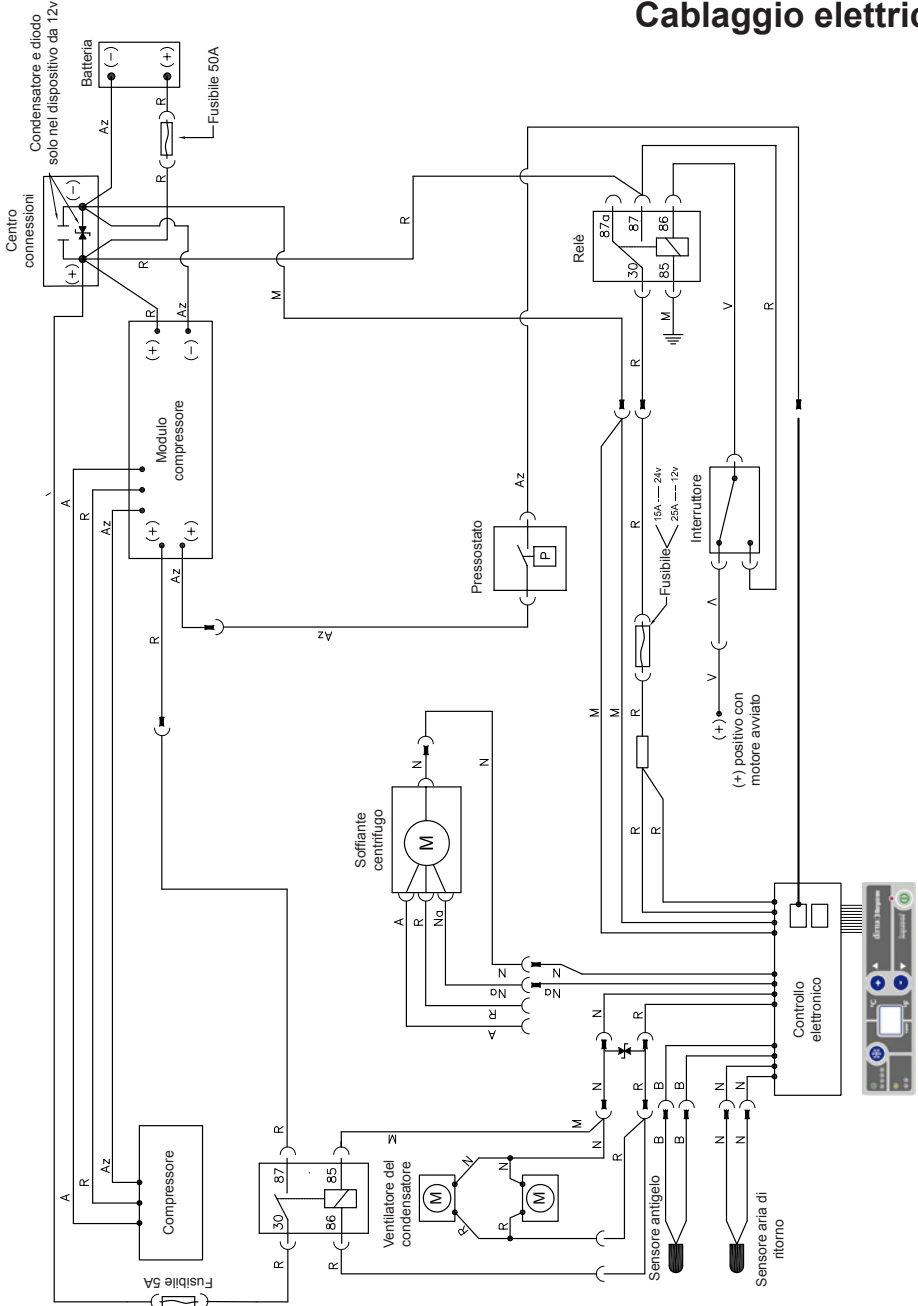 Cablaggio elettric
Condensatore e diodo
solo nel dispositivo da 12v
Centro
connessioni
(+)
(-)
Batteria
(-)
(+)
Az
R
R
Fusibile 50A
R
Az
R
M
R
Modulo
compressore
(+)
(-)
(+)
(+)
A
R
Az
R
Az
Az
Compressore
A
R
Az
Fusibile 5A
Relè
87a
87
86
30
85
M
R
V
R
Pressostato
P
Az
Interruttore
Fusibile
15A ---- 24v
25A ---- 12v
R
R
M
M
R
R
V
V
(+)
(+) positivo con
motore avviato
Soffiante
centrifugo
M
N
N
A
R
Na
N
Na
R
A
N
Na
R
30
87
86
85
R
R
M
Ventilatore del
condensatore
M
M
N
N
R
R
N
R
M
N
N
R
R
Sensore antigelo
B
B
B
B
Sensore aria di
ritorno
N
N
N
N
Controllo
elettronico
dirna Bergstrom
°C
°F